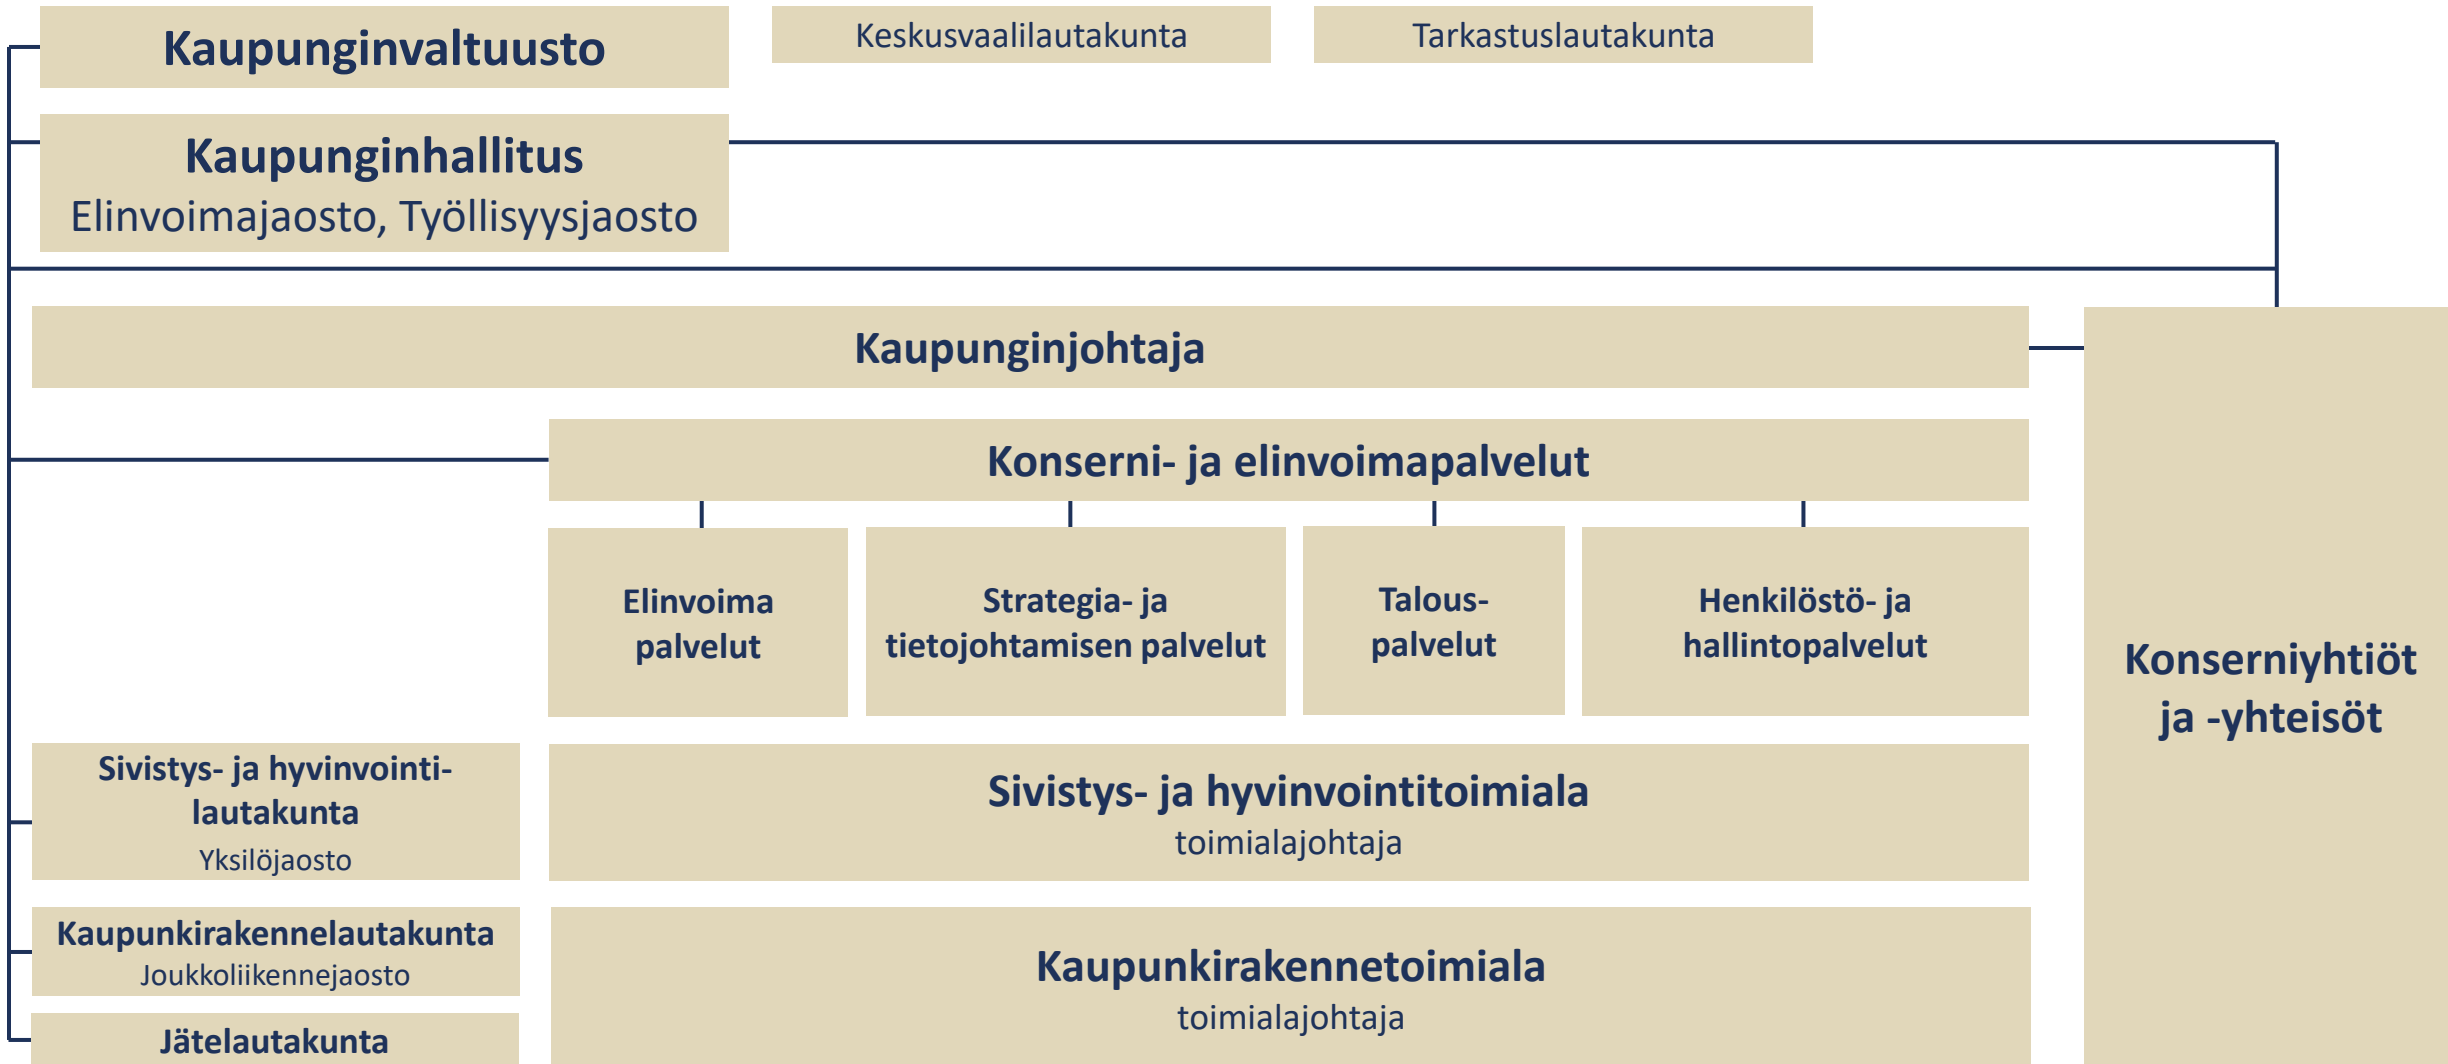 Kaupunginvaltuusto
Keskusvaalilautakunta
Tarkastuslautakunta
Kaupunginhallitus
Elinvoimajaosto, Työllisyysjaosto
Kaupunginjohtaja
Konserni- ja elinvoimapalvelut
Elinvoima
palvelut
Strategia- ja
tietojohtamisen palvelut
Talous-
palvelut
Henkilöstö- ja
hallintopalvelut
Konserniyhtiöt
ja -yhteisöt
Sivistys- ja hyvinvointi-
lautakunta
Yksilöjaosto
Sivistys- ja hyvinvointitoimiala
toimialajohtaja
Kaupunkirakennelautakunta
Joukkoliikennejaosto
Kaupunkirakennetoimiala
toimialajohtaja
Jätelautakunta